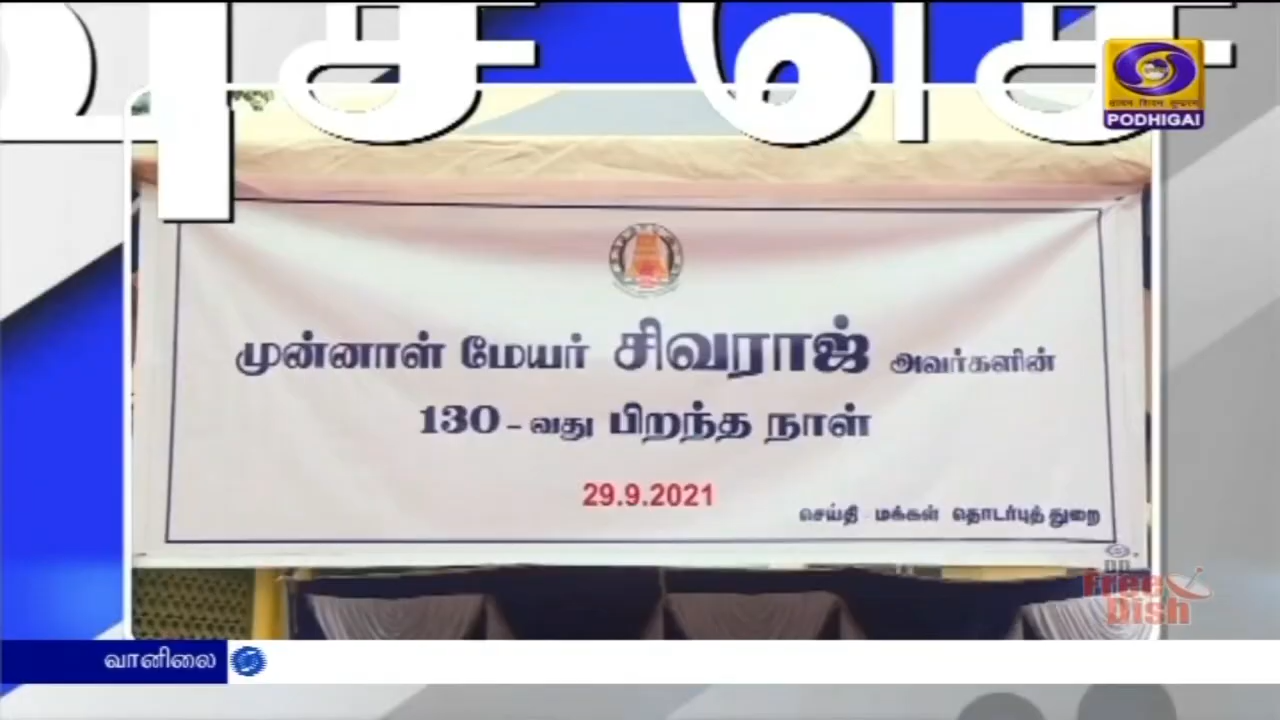 PODHIGAI
முன்னாள் மேயர் சிவராஜ் அவர்களின்
130 - வது பிறந்த நாள்
29.9.2021
செய்தி மக்கள் தொடர்புத் துறை
DD
free
Dish
வானிலை